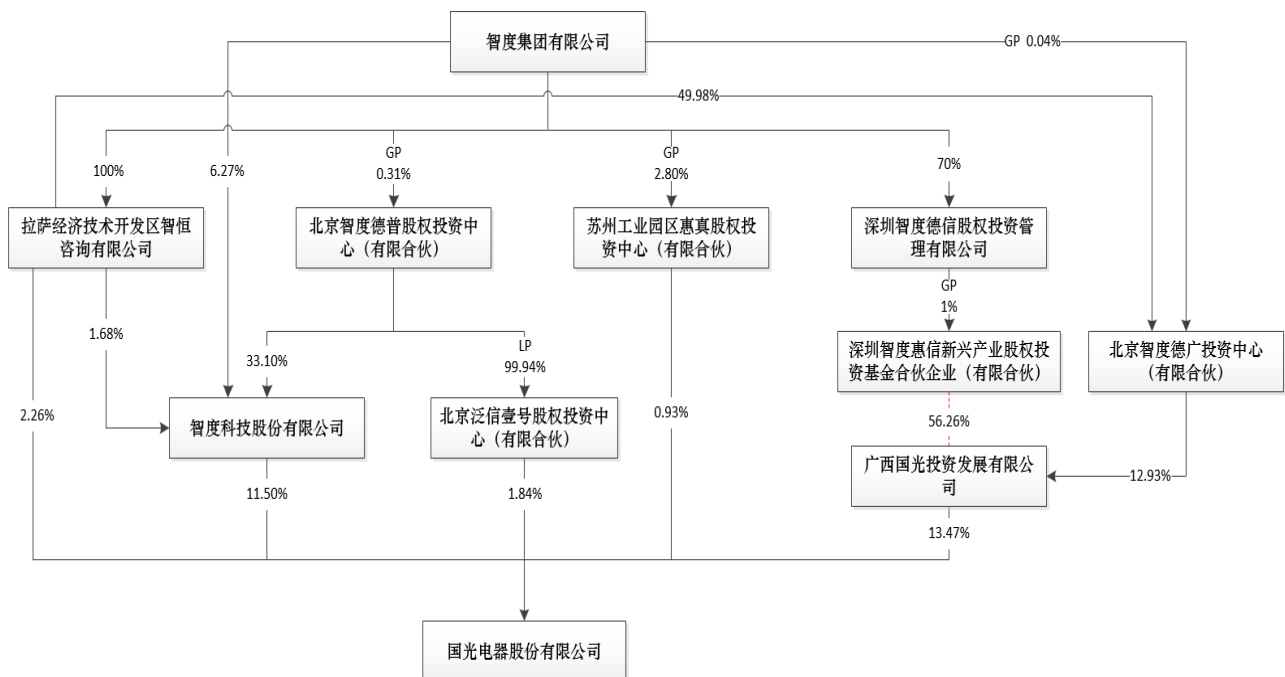 智度集团有限公司
GP 0.04%
49.98%
100%
6.27%
GP
0.31%
GP
2.80%
70%
拉萨经济技术开发区智恒
咨询有限公司
北京智度德普股权投资中
心（有限合伙）
苏州工业园区惠真股权投
资中心（有限合伙）
深圳智度德信股权投资管
理有限公司
GP
1%
1.68%
33.10%
LP
99.94%
深圳智度惠信新兴产业股权投
资基金合伙企业（有限合伙）
北京智度德广投资中心
（有限合伙）
2.26%
智度科技股份有限公司
北京泛信壹号股权投资中
心（有限合伙）
0.93%
56.26%
广西国光投资发展有限公
司
12.93%
11.50%
1.84%
13.47%
国光电器股份有限公司